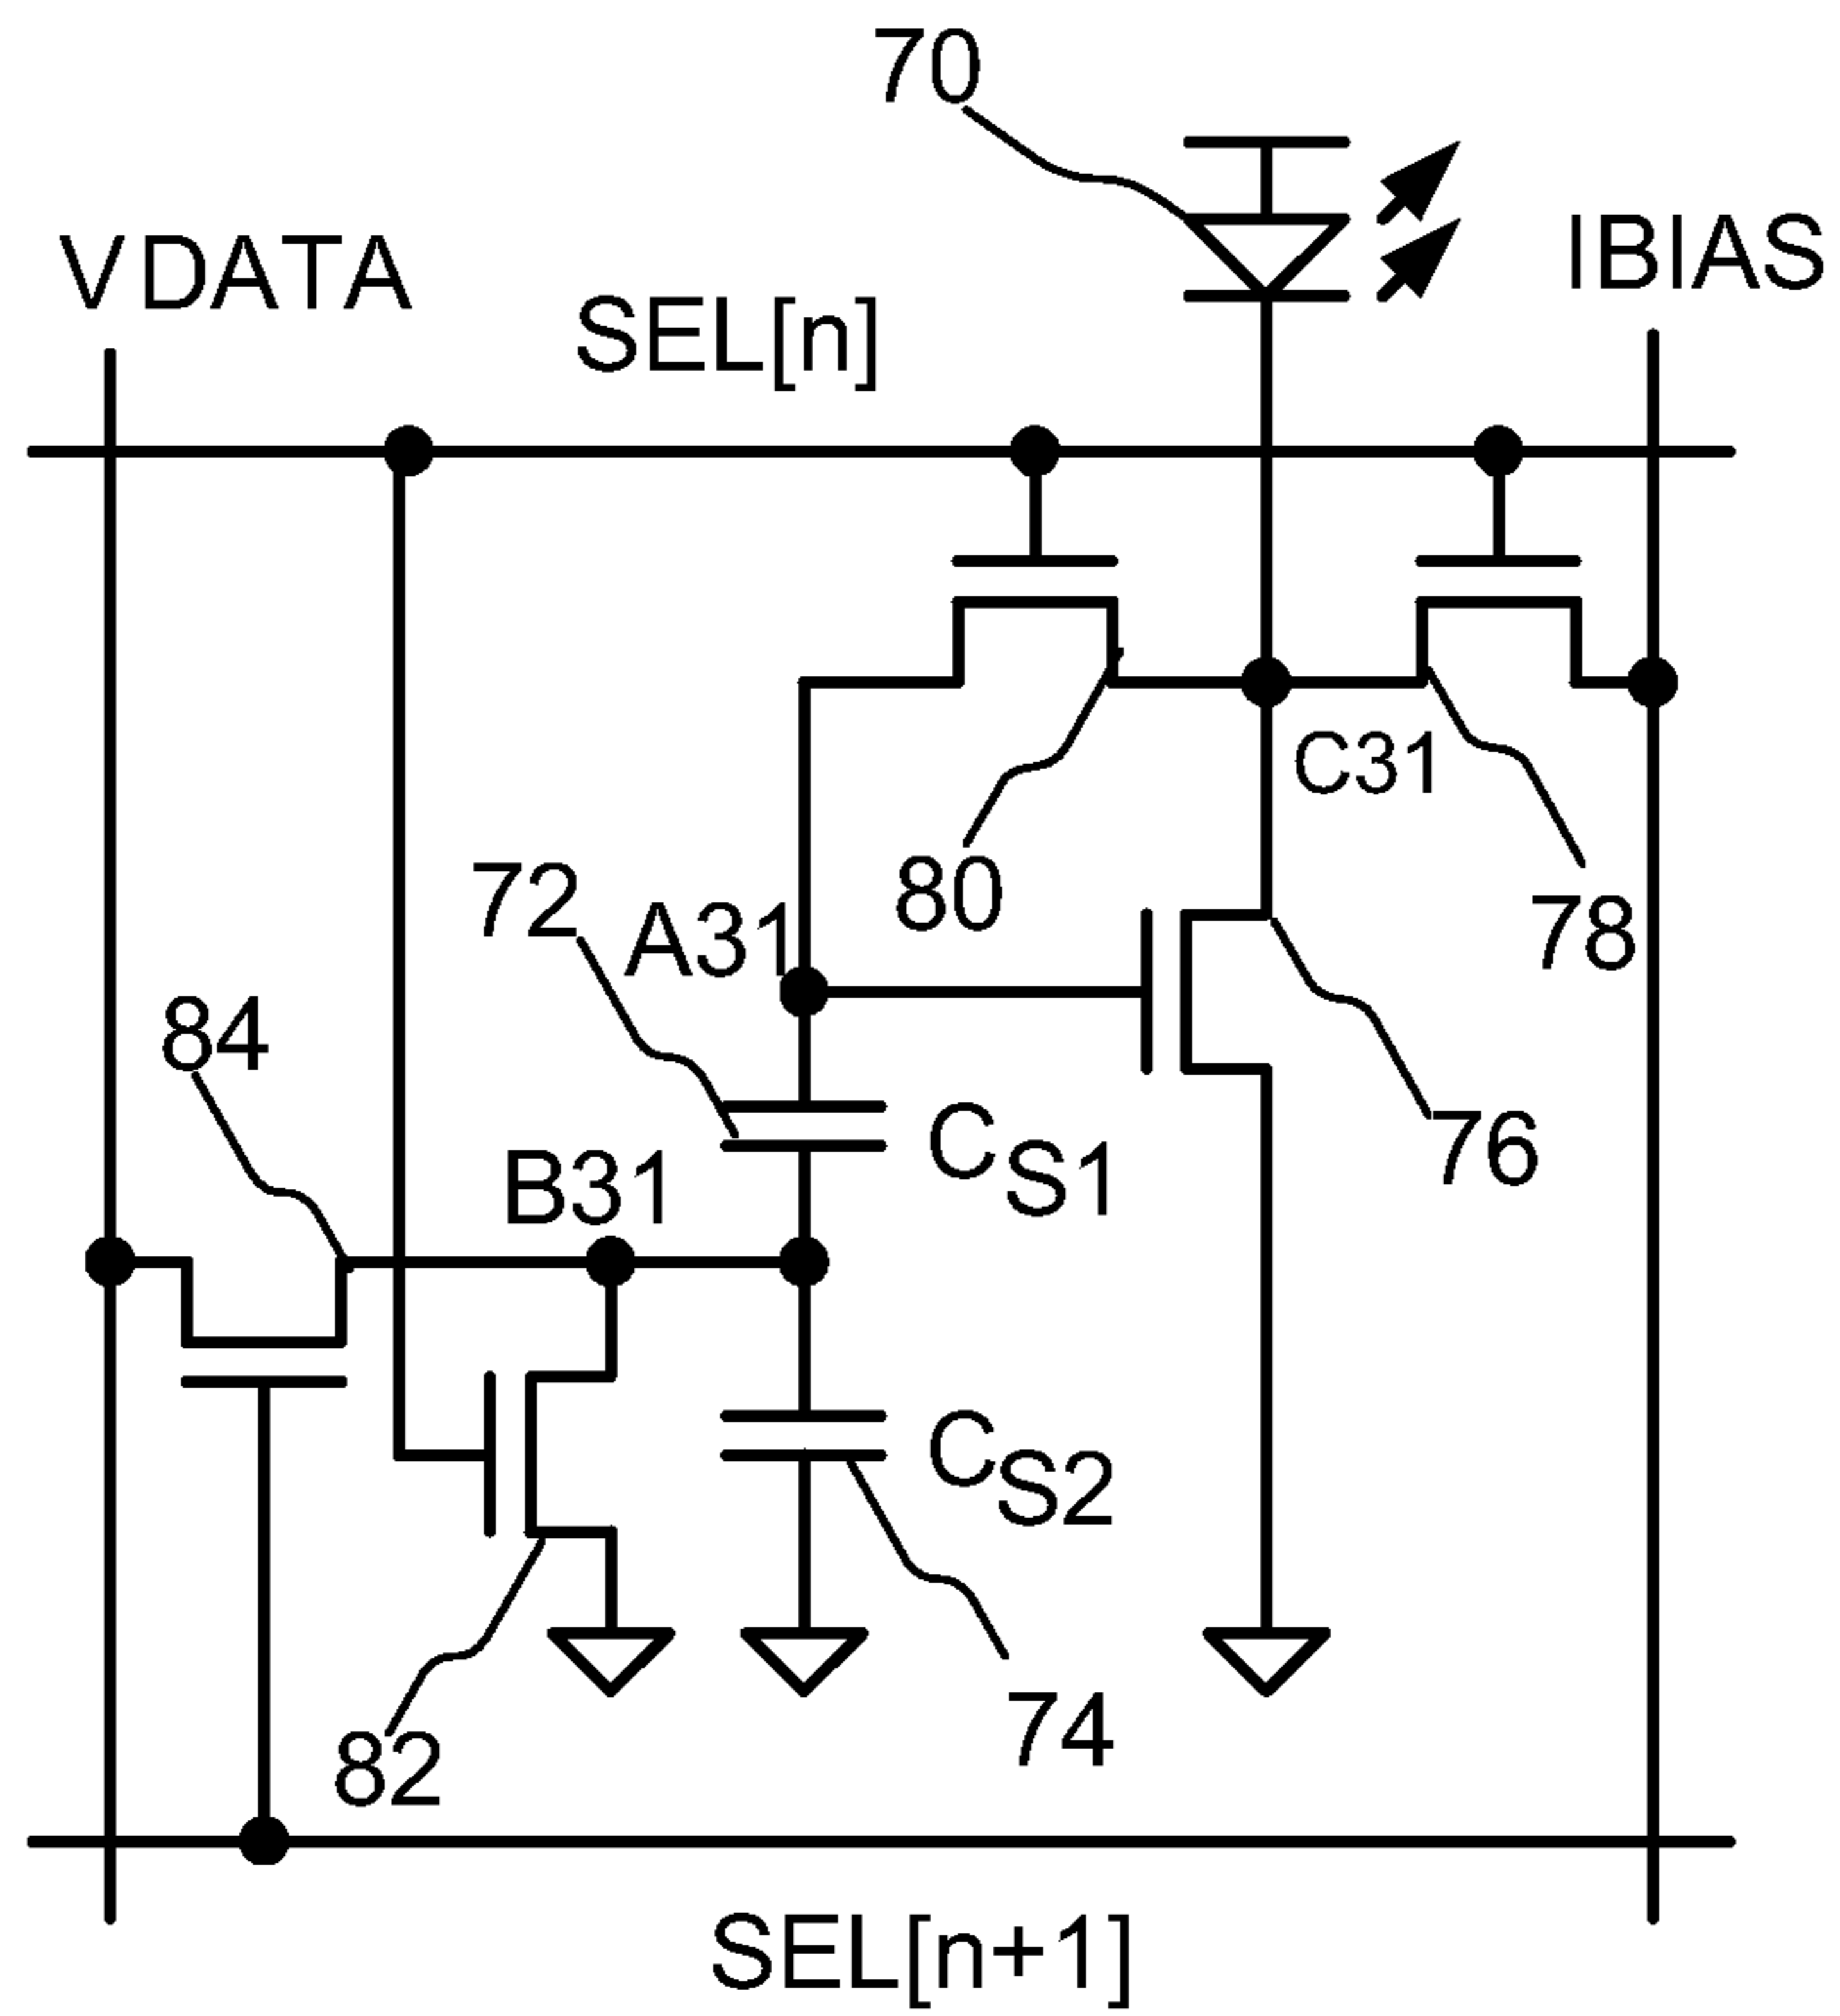 70
VDATA
SEL[n]
IBIAS
C31
72
A31
80
78
84
CS1
76
B31
CS2
74
82
SEL[n+1]